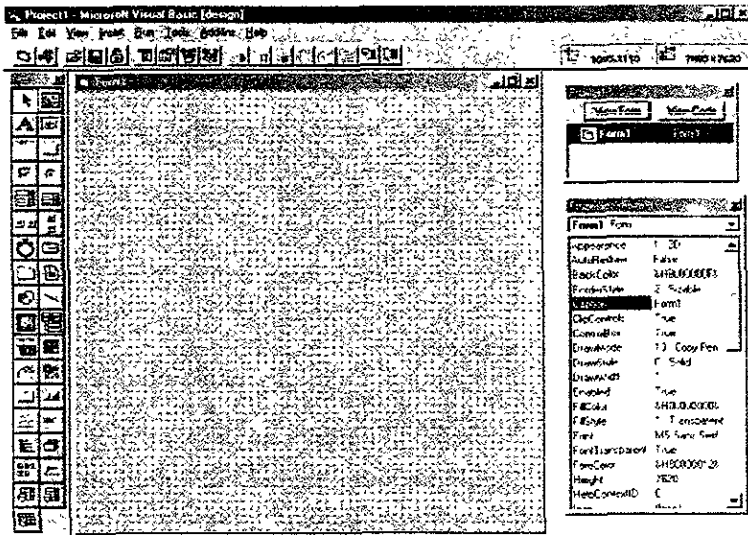 Project1 - Microsoft Visual Basic [design]
File Edit View Insert Run Tools Add-Ins Help
View Form View Code
Form1 Form1
Form1 Form
Appearance 1 3D
AutoRedraw False
BackColor
BorderStyle 2 Sizable
Caption Form1
ClipControls True
ControlBox True
DrawMode 13 Copy Pen
DrawStyle 0 Solid
DrawWidth
Enabled True
FillColor
FillStyle 1 Transparent
Font MS Sans Serif
FontTransparent True
ForeColor
Height 7620
HelpContextID 0